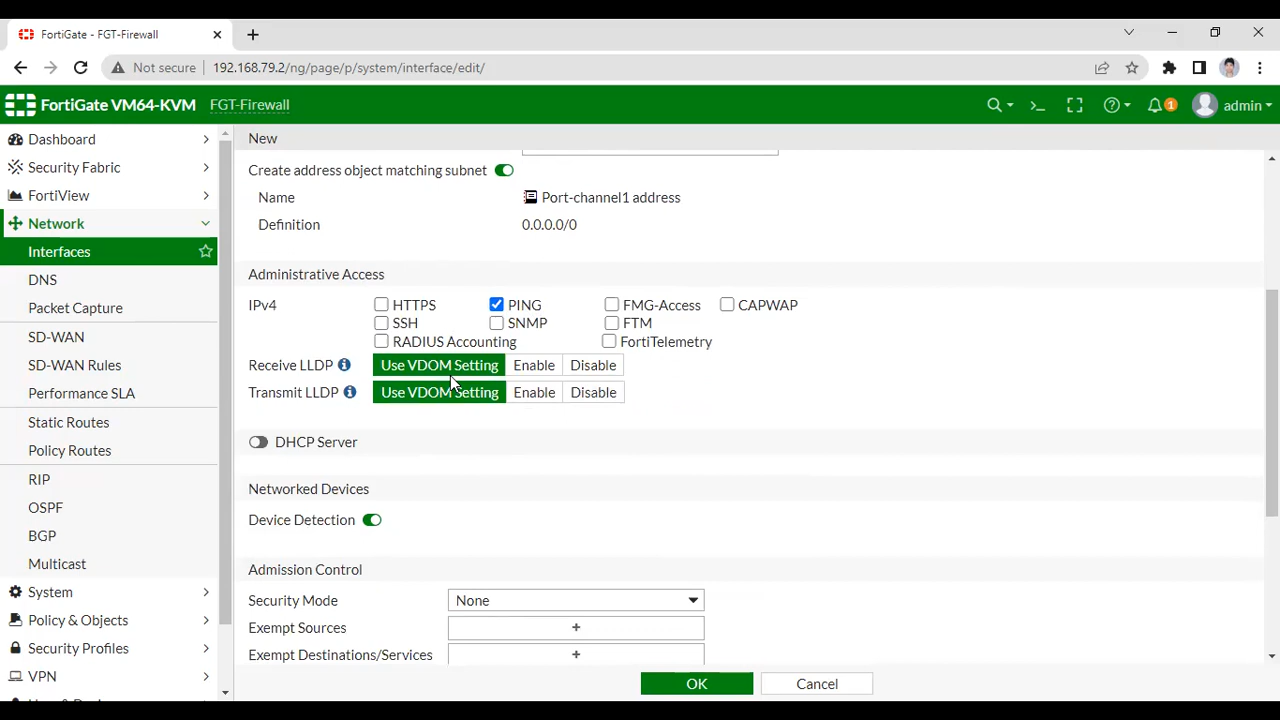 FortiGate - FGT-Firewall
Not secure 192.168.79.2/ng/page/p/system/interface/edit/
FortiGate VM64-KVM FGT-Firewall 1 admin
Dashboard
Security Fabric
FortiView
Network
Interfaces
DNS
Packet Capture
SD-WAN
SD-WAN Rules
Performance SLA
Static Routes
Policy Routes
RIP
OSPF
BGP
Multicast
System
Policy & Objects
Security Profiles
VPN
New
Create address object matching subnet
Name Port-channel1 address
Definition 0.0.0.0/0
Administrative Access
IPv4 HTTPS PING FMG-Access CAPWAP
SSH SNMP FTM
RADIUS Accounting FortiTelemetry
Receive LLDP Use VDOM Setting Enable Disable
Transmit LLDP Use VDOM Setting Enable Disable
DHCP Server
Networked Devices
Device Detection
Admission Control
Security Mode None
Exempt Sources +
Exempt Destinations/Services +
OK Cancel